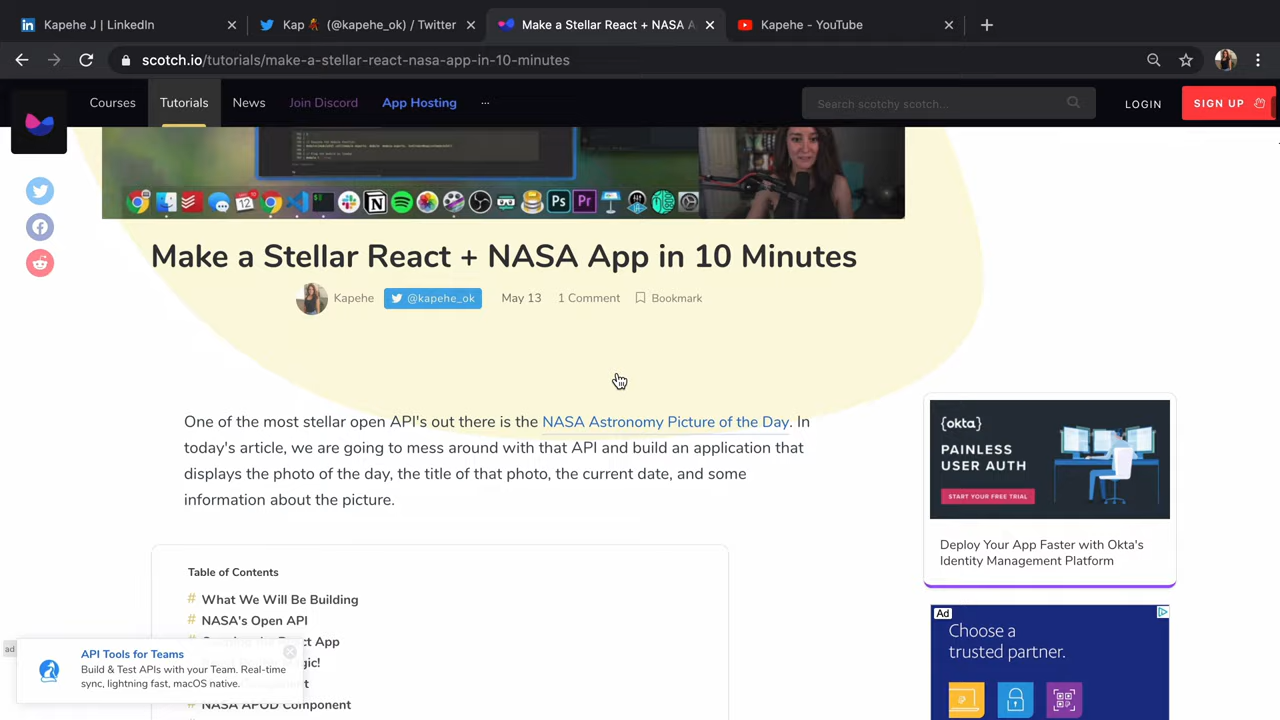 Kapehe J | LinkedIn
Kap 💃 (@kapehe_ok) / Twitter
Make a Stellar React + NASA A
Kapehe - YouTube
scotch.io/tutorials/make-a-stellar-react-nasa-app-in-10-minutes
Courses
Tutorials
News
Join Discord
App Hosting
...
Search scotchy scotch...
LOGIN
SIGN UP
12
Ps
Pr
Make a Stellar React + NASA App in 10 Minutes
Kapehe
@kapehe_ok
May 13
1 Comment
Bookmark
One of the most stellar open API's out there is the NASA Astronomy Picture of the Day. In
today's article, we are going to mess around with that API and build an application that
displays the photo of the day, the title of that photo, the current date, and some
information about the picture.
{okta}
PAINLESS
USER AUTH
START YOUR FREE TRIAL
Deploy Your App Faster with Okta's
Identity Management Platform
Table of Contents
# What We Will Be Building
# NASA's Open API
React App
gic!
NASA APOD Component
ad
API Tools for Teams
Build & Test APIs with your Team. Real-time
sync, lightning fast, macOS native.
Ad
Choose a
trusted partner.